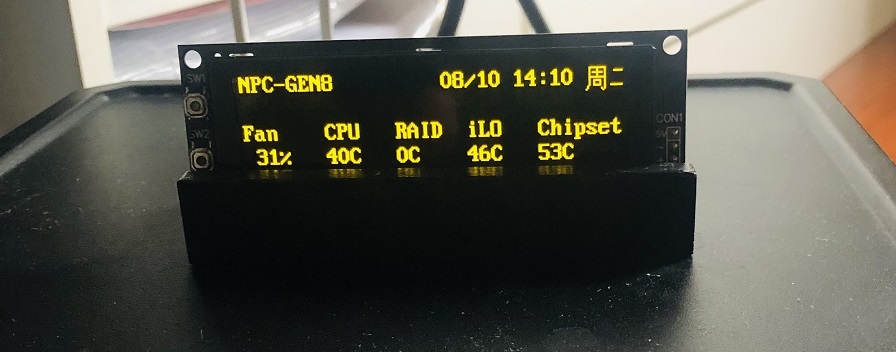 NPC-GEN8 08/10 14:10 周二
Fan CPU RAID iLO Chipset
31% 40C 0C 46C 53C
SW1
SW2
CON1
5V